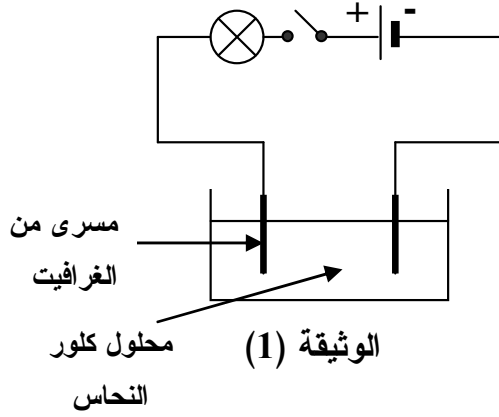 + -
مسرى من
الغرافيت
محلول كلور
النحاس
الوثيقة (1)